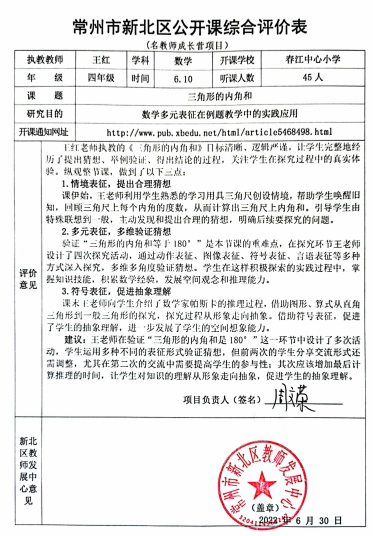 常州市新北区公开课综合评价表
(名教师成长营项目)
执教教师 王红 学科 数学 开课学校 春江中心小学
年 级 四年级 时间 6.10 听课人数 45人
课 题 三角形的内角和
研究目的 数学多元表征在例题教学中的实践应用
开课通知网址 http://www.pub.xbedu.net/html/article5468498.html
评价意见
王红老师执教的《三角形的内角和》目标清晰、逻辑严谨，让学生完整地经
历了提出猜想、举例验证、得出结论的过程，关注学生在探究过程中的真实体
验。纵观整节课，做到了以下三点：
1.情境表征，提出合理猜想
课伊始，王老师利用学生熟悉的学习用具三角尺创设情境，帮助学生唤醒旧
知，回顾三角尺上每个内角的度数，从而计算出三角尺上内角和。引导学生由
特殊联想到一般，主动发现和提出合理的猜想，明确后续要探究的问题。
2.多元表征，多维验证猜想
验证“三角形的内角和等于180°”是本节课的重难点，在探究环节王老师
设计了四次探究活动，通过动作表征、图像表征、符号表征、言语表征等多种
方式深入探究，多维多角度验证猜想。学生在这样积极探索的实践过程中，掌
握知识技能，积累数学经验，发展空间观念和推理能力。
3.符号表征，促进抽象理解
课末王老师向学生介绍了数学家帕斯卡的推理过程，借助图形、算式从直角
三角形到一般三角形的探究，探究过程从形象走向抽象。借助符号表征，促进
了学生的抽象理解，进一步发展了学生的空间想象能力。
建议：王老师在验证“三角形的内角和是180°”这一环节中设计了多次活
动，学生运用多种不同的表征形式验证猜想，但前两次的学生分享交流形式还
需调整，尤其在第二次的交流中需要提高学生的参与性；其次应该增加最后计
算推理的时间，让学生对知识的理解从形象走向抽象，促进学生的抽象理解。
项目负责人（签名）
新北区教师发展中心意见
常州市新北区教师发展中心
（盖章）
2022年6月30日